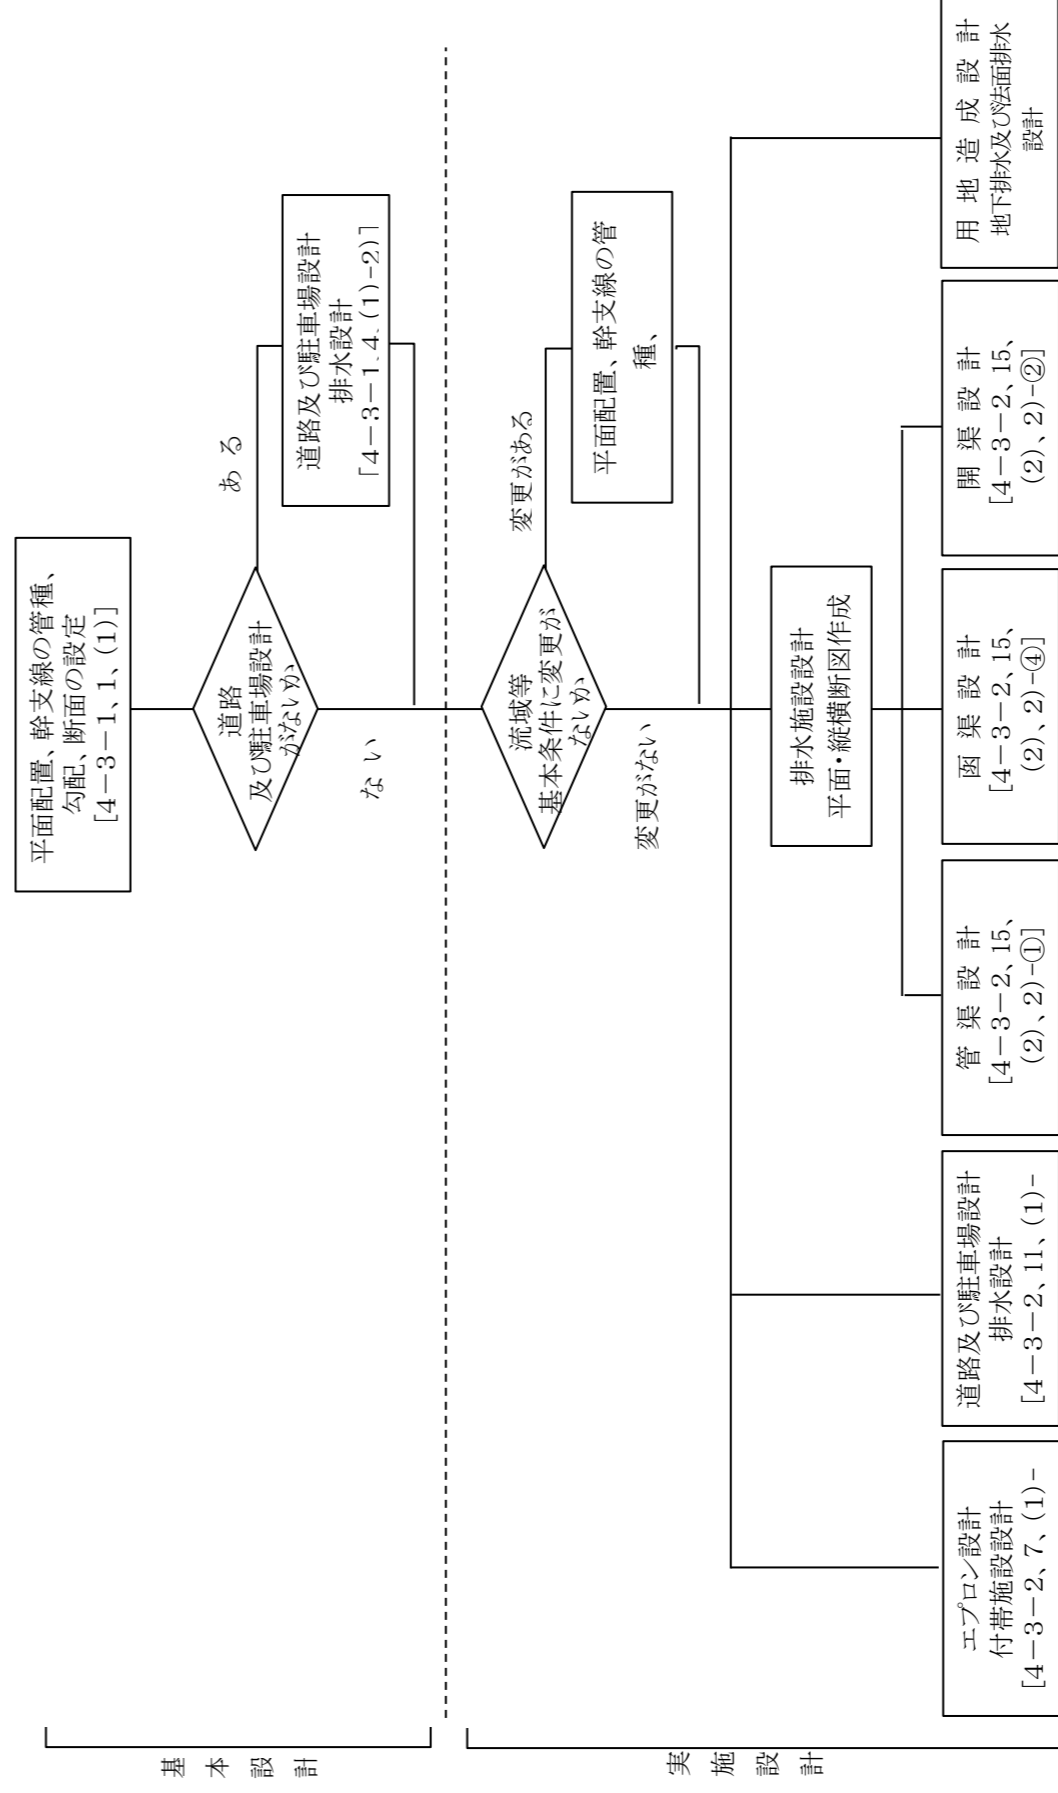 基本設計
平面配置、幹支線の管種、
勾配、断面の設定
[4－3－1、1、(1)]
道路
及び駐車場設計
がないか
ある
ない
道路及び駐車場設計
排水設計
[4－3－1、4、(1)－2)]
実施設計
流域等
基本条件に変更が
ないか
変更がある
変更がない
平面配置、幹支線の管
種、
排水施設設計
平面・縦横断図作成
エプロン設計
付帯施設設計
[4－3－2、7、(1)－
道路及び駐車場設計
排水設計
[4－3－2、11、(1)－
管渠設計
[4－3－2、15、
(2)、2)－①]
函渠設計
[4－3－2、15、
(2)、2)－④]
開渠設計
[4－3－2、15、
(2)、2)－②]
用地造成設計
地下排水及び法面排水
設計